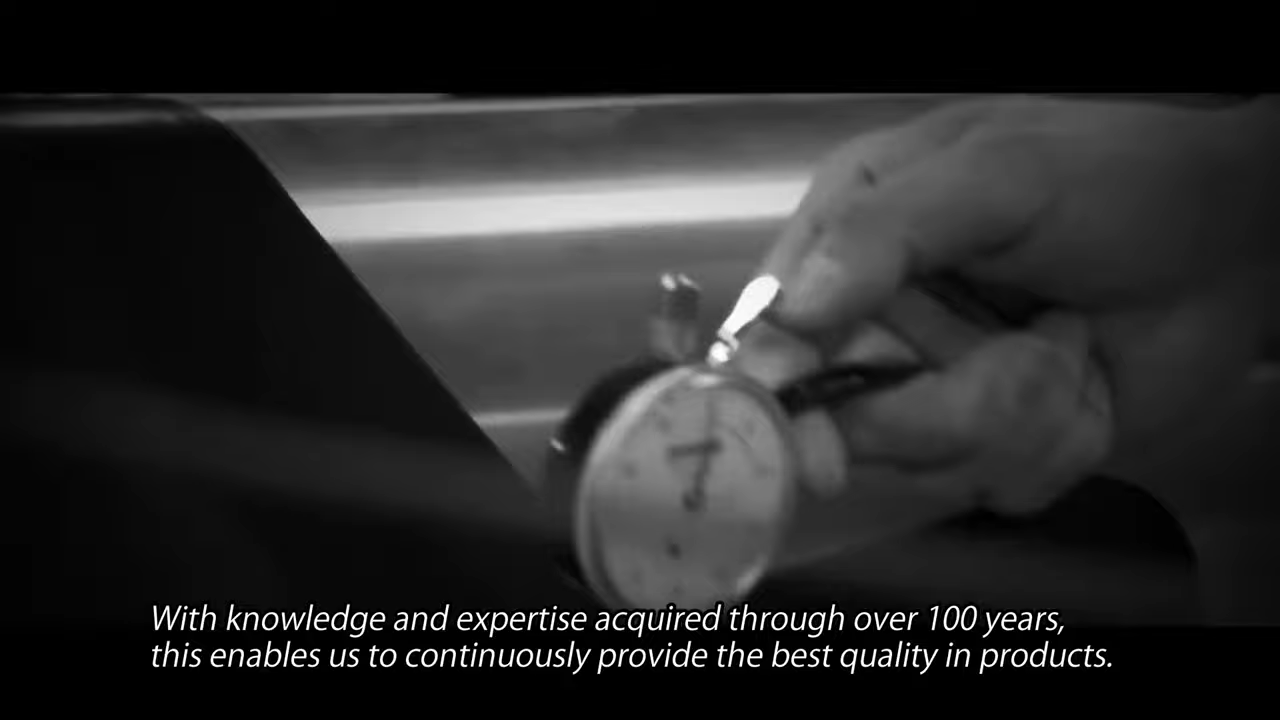 With knowledge and expertise acquired through over 100 years,
this enables us to continuously provide the best quality in products.